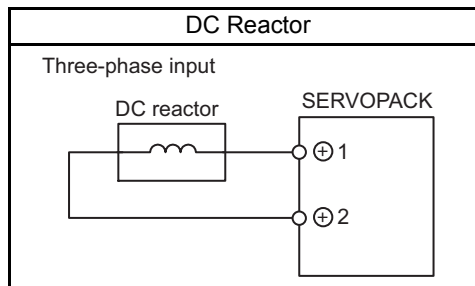 DC Reactor
Three-phase input
DC reactor
SERVOPACK
⊕ 1
⊕ 2